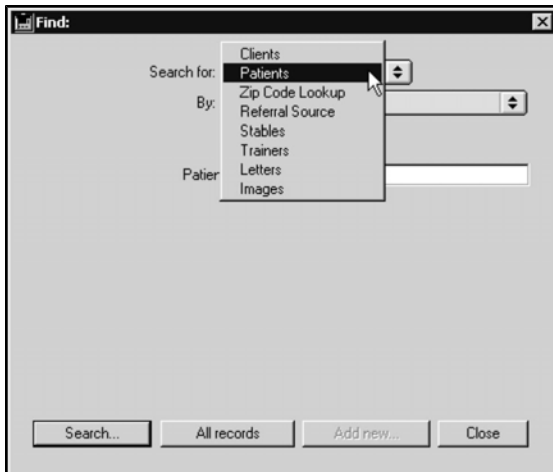 Find:
Clients
Search for: Patients
Zip Code Lookup
By:
Referral Source
Stables
Trainers
Patien Letters
Images
Search... All records Add new... Close